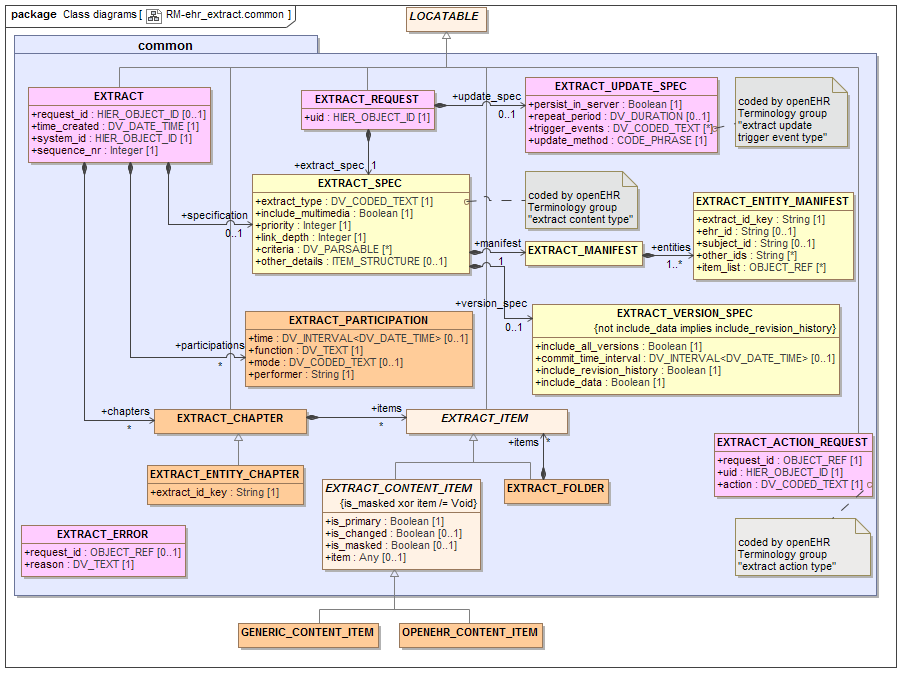 package Class diagrams [ RM-ehr_extract.common ]
LOCATABLE
common
EXTRACT
+request_id : HIER_OBJECT_ID [0..1]
+time_created : DV_DATE_TIME [1]
+system_id : HIER_OBJECT_ID [1]
+sequence_nr : Integer [1]
EXTRACT_REQUEST
+uid : HIER_OBJECT_ID [1]
+update_spec
0..1
EXTRACT_UPDATE_SPEC
+persist_in_server : Boolean [1]
+repeat_period : DV_DURATION [0..1]
+trigger_events : DV_CODED_TEXT [*]
+update_method : CODE_PHRASE [1]
coded by openEHR
Terminology group
"extract update
trigger event type"
+extract_spec 1
EXTRACT_SPEC
+extract_type : DV_CODED_TEXT [1]
+include_multimedia : Boolean [1]
+priority : Integer [1]
+link_depth : Integer [1]
+criteria : DV_PARSABLE [*]
+other_details : ITEM_STRUCTURE [0..1]
coded by openEHR
Terminology group
"extract content type"
+specification
0..1
+manifest
1
EXTRACT_MANIFEST
+entities
1..*
EXTRACT_ENTITY_MANIFEST
+extract_id_key : String [1]
+ehr_id : String [0..1]
+subject_id : String [0..1]
+other_ids : String [*]
+item_list : OBJECT_REF [*]
+version_spec
0..1
EXTRACT_VERSION_SPEC
{not include_data implies include_revision_history}
+include_all_versions : Boolean [1]
+commit_time_interval : DV_INTERVAL<DV_DATE_TIME> [0..1]
+include_revision_history : Boolean [1]
+include_data : Boolean [1]
EXTRACT_PARTICIPATION
+time : DV_INTERVAL<DV_DATE_TIME> [0..1]
+function : DV_TEXT [1]
+mode : DV_CODED_TEXT [0..1]
+performer : String [1]
+participations
*
+chapters
*
EXTRACT_CHAPTER
+items
*
EXTRACT_ITEM
+items *
EXTRACT_ENTITY_CHAPTER
+extract_id_key : String [1]
EXTRACT_CONTENT_ITEM
{is_masked xor item /= Void}
+is_primary : Boolean [1]
+is_changed : Boolean [0..1]
+is_masked : Boolean [0..1]
+item : Any [0..1]
EXTRACT_FOLDER
EXTRACT_ACTION_REQUEST
+request_id : OBJECT_REF [1]
+uid : HIER_OBJECT_ID [1]
+action : DV_CODED_TEXT [1]
coded by openEHR
Terminology group
"extract action type"
EXTRACT_ERROR
+request_id : OBJECT_REF [0..1]
+reason : DV_TEXT [1]
GENERIC_CONTENT_ITEM
OPENEHR_CONTENT_ITEM